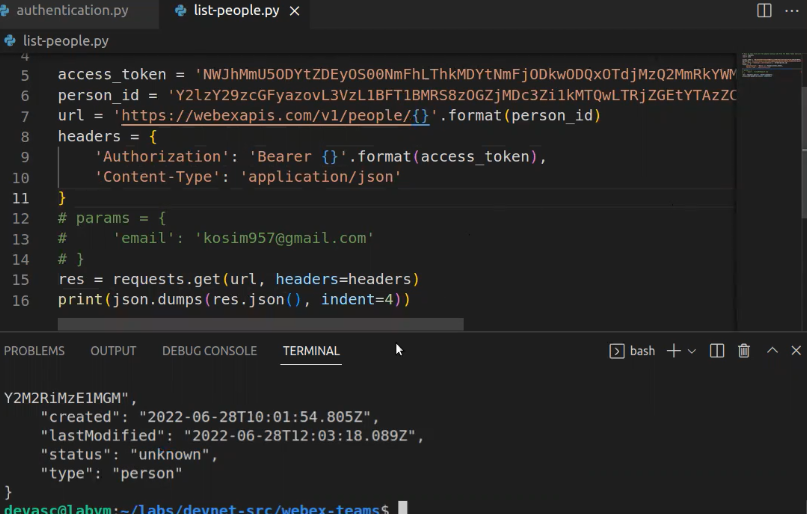 authentication.py
list-people.py
list-people.py
4
5 access_token = 'NWJhMmU5ODYtZDEyOS00NmFhLThkMDYtNmFjODkwODQxOTdjMzQ2MmRkYWM
6 person_id = 'Y2lzY29zcGFyazovL3VzL1BFT1BMRS8zOGZjMDc3Zi1kMTQwLTRjZGEtYTAzZC
7 url = 'https://webexapis.com/v1/people/{}'.format(person_id)
8 headers = {
9 'Authorization': 'Bearer {}'.format(access_token),
10 'Content-Type': 'application/json'
11 }
12 # params = {
13 #     'email': 'kosim957@gmail.com'
14 # }
15 res = requests.get(url, headers=headers)
16 print(json.dumps(res.json(), indent=4))
PROBLEMS OUTPUT DEBUG CONSOLE TERMINAL bash
Y2M2RiMzE1MGM",
"created": "2022-06-28T10:01:54.805Z",
"lastModified": "2022-06-28T12:03:18.089Z",
"status": "unknown",
"type": "person"
}
devasc@labvm:~/labs/devnet-src/webex-teams$